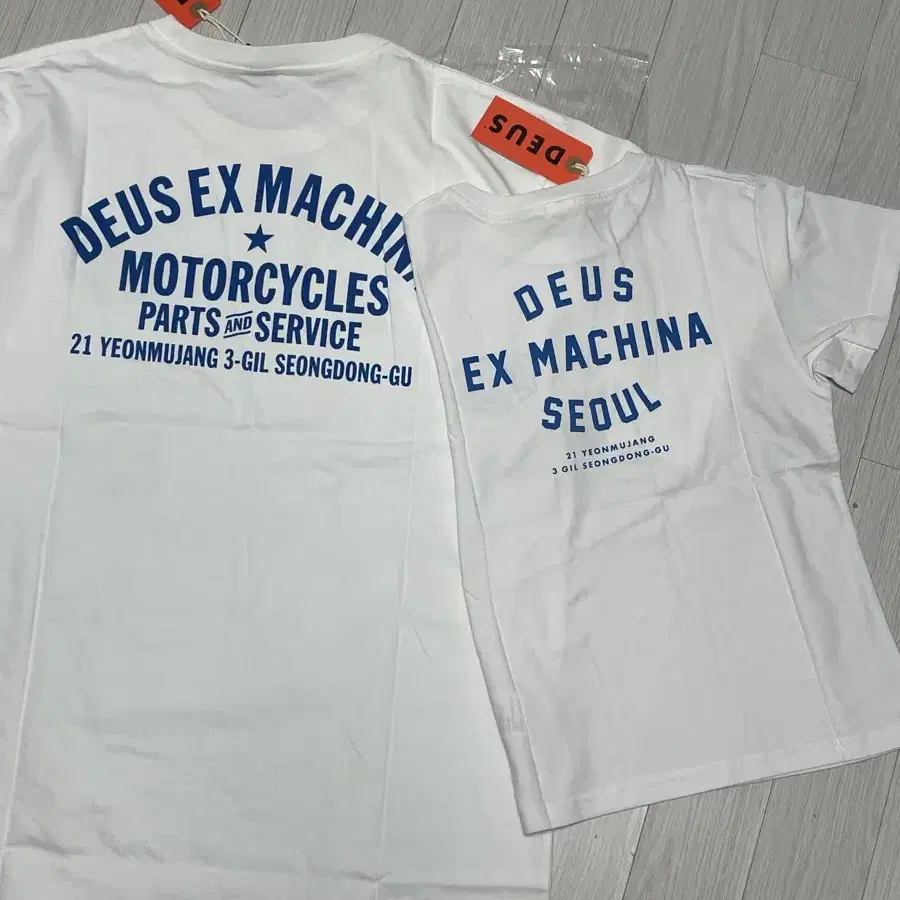 DEUS EX MACHINA
MOTORCYCLES
PARTS AND SERVICE
21 YEONMUJANG 3-GIL SEONGDONG-GU
DEUS
DEUS
EX MACHINA
SEOUL
21 YEONMUJANG
3 GIL SEONGDONG-GU